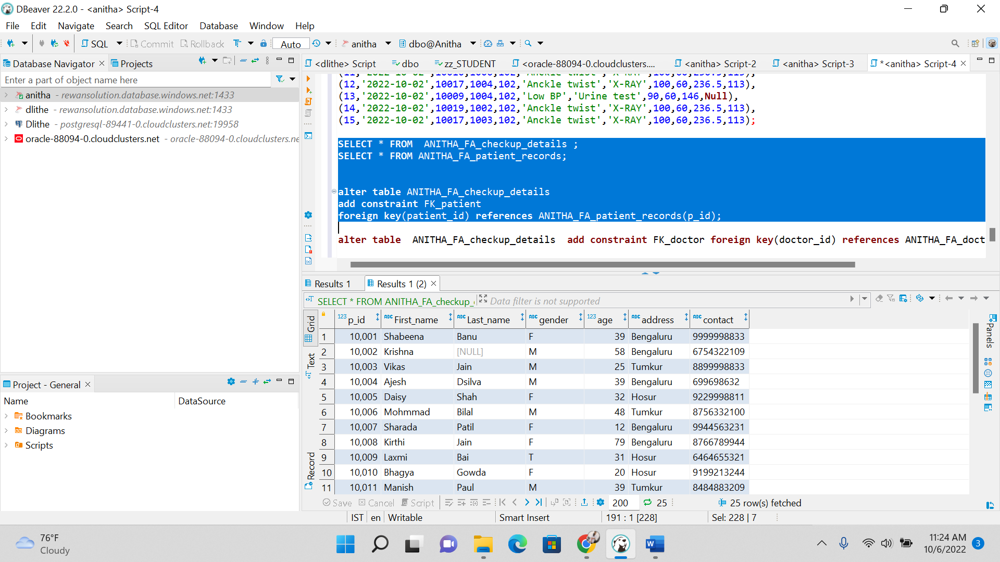 DBeaver 22.2.0 - <anitha> Script-4
File Edit Navigate Search SQL Editor Database Window Help
SQL Commit Rollback Auto anitha dbo@Anitha
Database Navigator Projects
Enter a part of object name here
anitha - rewansolution.database.windows.net:1433
dlithe - rewansolution.database.windows.net:1433
Dlithe - postgresql-89441-0.cloudclusters.net:19958
oracle-88094-0.cloudclusters.net - oracle-88094-0.cloudclusters.ne
Project - General
Name DataSource
Bookmarks
Diagrams
Scripts
<dlithe> Script dbo zz_STUDENT <oracle-88094-0.cloudclusters.... <anitha> Script-2 <anitha> Script-3 *<anitha> Script-4
(12,'2022-10-02',10016,1004,102,'Anckle twist','X-RAY',100,60,236.5,113),
(13,'2022-10-02',10009,1004,102,'Low BP','Urine test',90,60,146,Null),
(14,'2022-10-02',10019,1002,102,'Anckle twist','X-RAY',100,60,236.5,113),
(15,'2022-10-02',10017,1003,102,'Anckle twist','X-RAY',100,60,236.5,113);
SELECT * FROM  ANITHA_FA_checkup_details ;
SELECT * FROM ANITHA_FA_patient_records;
alter table ANITHA_FA_checkup_details
add constraint FK_patient
foreign key(patient_id) references ANITHA_FA_patient_records(p_id);
alter table  ANITHA_FA_checkup_details  add constraint FK_doctor foreign key(doctor_id) references ANITHA_FA_doct
Results 1 Results 1 (2)
SELECT * FROM ANITHA_FA_checkup_ Data filter is not supported
Grid Text Record
Panels
123 p_id ABC First_name ABC Last_name ABC gender 123 age ABC address ABC contact
1 10,001 Shabeena Banu F 39 Bengaluru 9999998833
2 10,002 Krishna [NULL] M 58 Bengaluru 6754322109
3 10,003 Vikas Jain M 25 Tumkur 8899998833
4 10,004 Ajesh Dsilva M 39 Bengaluru 699698632
5 10,005 Daisy Shah F 32 Hosur 9229998811
6 10,006 Mohmmad Bilal M 48 Tumkur 8756332100
7 10,007 Sharada Patil F 12 Bengaluru 9944563231
8 10,008 Kirthi Jain F 79 Bengaluru 8766789944
9 10,009 Laxmi Bai T 31 Hosur 6464655321
10 10,010 Bhagya Gowda F 20 Hosur 9199213244
11 10,011 Manish Paul M 39 Tumkur 8484883209
Save Cancel Script 200 25 25 row(s) fetched
IST en Writable Smart Insert 191 : 1 [228] Sel: 228 | 7
76°F
Cloudy
11:24 AM
10/6/2022
3